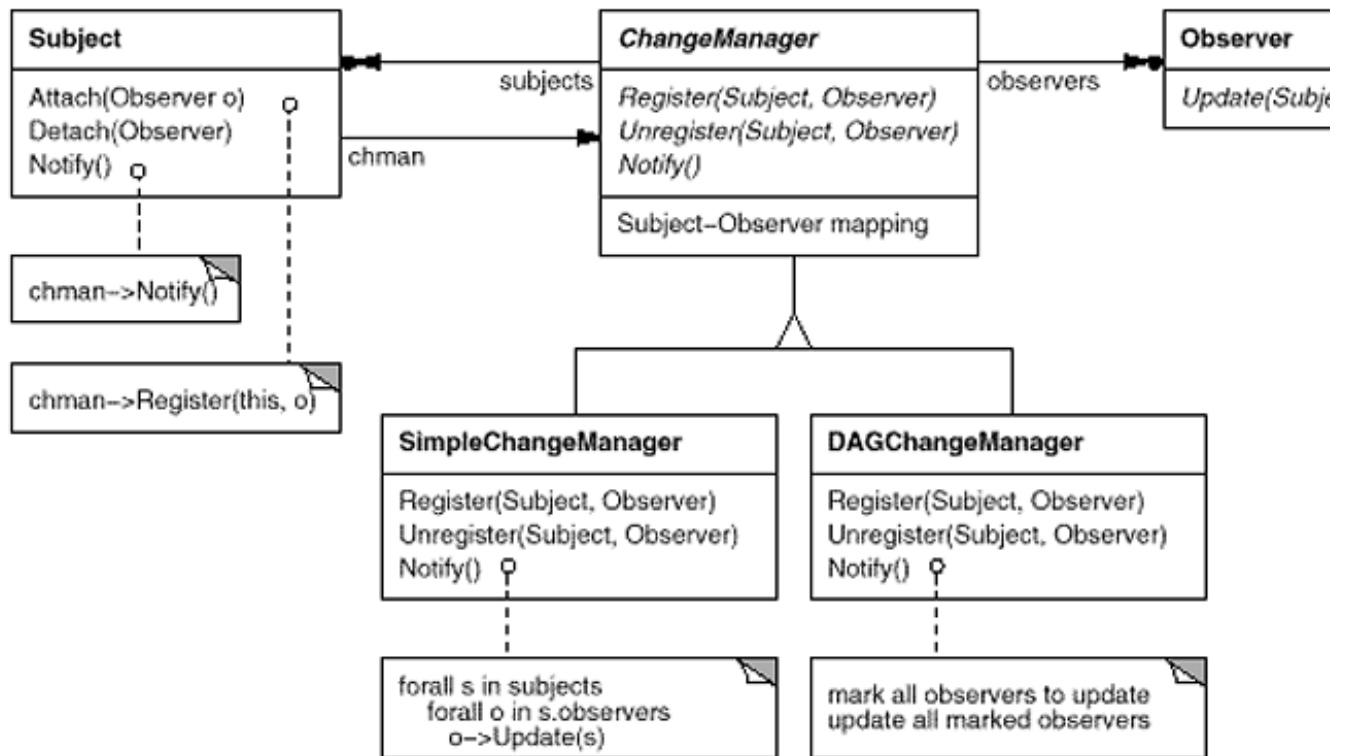 Subject
Attach(Observer o)
Detach(Observer)
Notify()
chman->Notify()
chman->Register(this, o)
subjects
chman
ChangeManager
Register(Subject, Observer)
Unregister(Subject, Observer)
Notify()
Subject-Observer mapping
observers
Observer
Update(Subje
SimpleChangeManager
Register(Subject, Observer)
Unregister(Subject, Observer)
Notify()
forall s in subjects
forall o in s.observers
o->Update(s)
DAGChangeManager
Register(Subject, Observer)
Unregister(Subject, Observer)
Notify()
mark all observers to update
update all marked observers